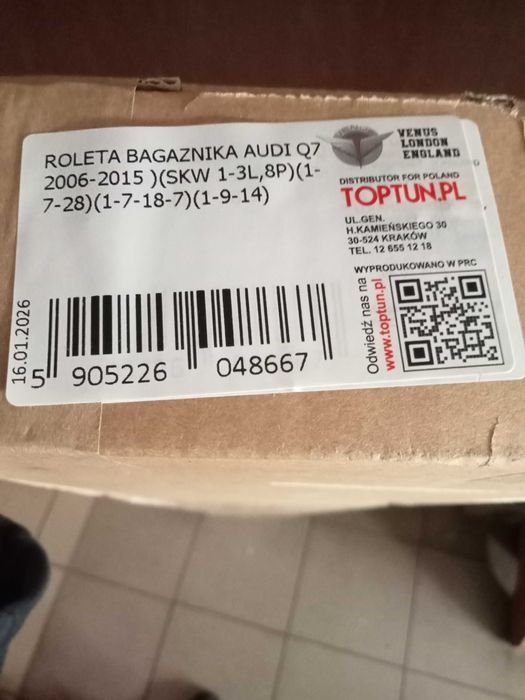 ROLETA BAGAZNIKA AUDI Q7
2006-2015 )(SKW 1-3L,8P)(1-
7-28)(1-7-18-7)(1-9-14)
VENUS
LONDON
ENGLAND
DISTRIBUTOR FOR POLAND
TOPTUN.PL
UL.GEN.
H.KAMIEŃSKIEGO 30
30-524 KRAKÓW
TEL. 12 655 12 18
WYPRODUKOWANO W PRC
Odwiedź nas na
www.toptun.pl
16.01.2026
5 905226 048667